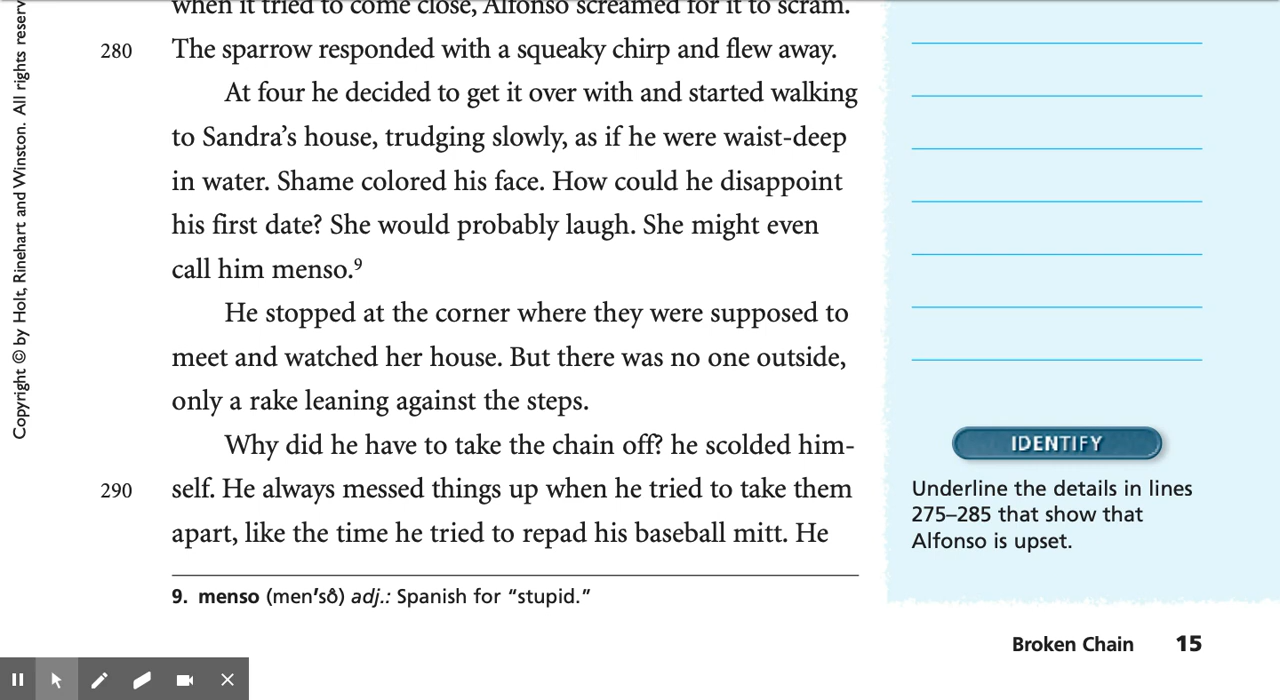 when it tried to come close, Alfonso screamed for it to scram.
280 The sparrow responded with a squeaky chirp and flew away.
At four he decided to get it over with and started walking
to Sandra's house, trudging slowly, as if he were waist-deep
in water. Shame colored his face. How could he disappoint
his first date? She would probably laugh. She might even
call him menso.⁹
He stopped at the corner where they were supposed to
meet and watched her house. But there was no one outside,
only a rake leaning against the steps.
Why did he have to take the chain off? he scolded him-
290 self. He always messed things up when he tried to take them
apart, like the time he tried to repad his baseball mitt. He
9. menso (men′sô) adj.: Spanish for “stupid.”
IDENTIFY
Underline the details in lines
275–285 that show that
Alfonso is upset.
Broken Chain 15
Copyright © by Holt, Rinehart and Winston. All rights reserv